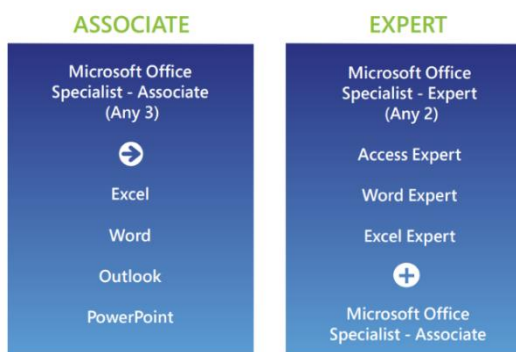 ASSOCIATE
Microsoft Office
Specialist - Associate
(Any 3)
Excel
Word
Outlook
PowerPoint
EXPERT
Microsoft Office
Specialist - Expert
(Any 2)
Access Expert
Word Expert
Excel Expert
Microsoft Office
Specialist - Associate